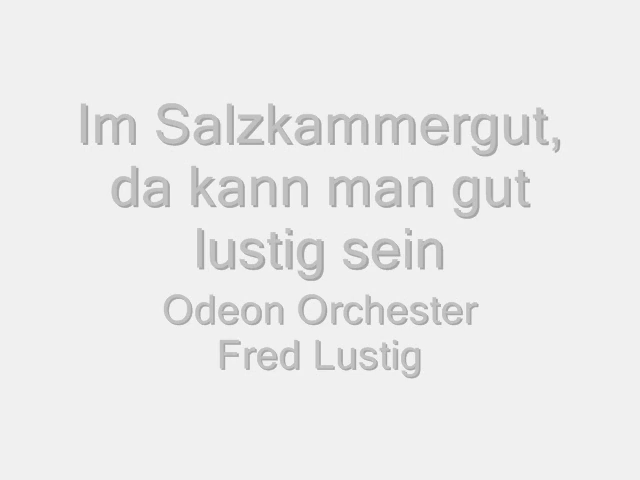 Im Salzkammergut,
da kann man gut
lustig sein
Odeon Orchester
Fred Lustig